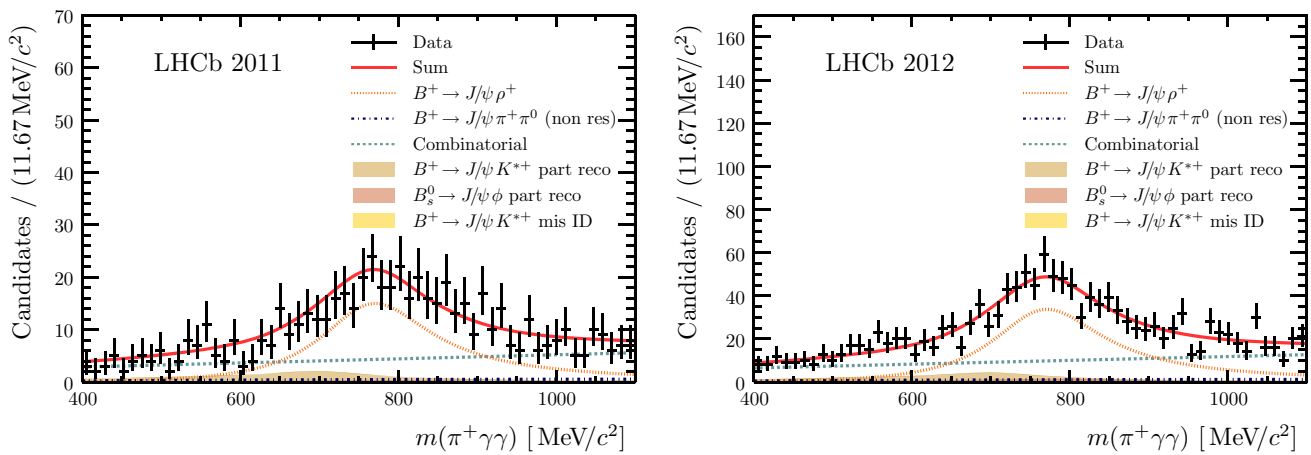 Candidates / (11.67 MeV/c²)
70
60
50
40
30
20
10
0
LHCb 2011
Data
Sum
B⁺ → J/ψ ρ⁺
B⁺ → J/ψ π⁺π⁰ (non res)
Combinatorial
B⁺ → J/ψ K*⁺ part reco
B⁰ₛ → J/ψ ϕ part reco
B⁺ → J/ψ K*⁺ mis ID
400 600 800 1000
m(π⁺γγ) [MeV/c²]
Candidates / (11.67 MeV/c²)
160
140
120
100
80
60
40
20
0
LHCb 2012
Data
Sum
B⁺ → J/ψ ρ⁺
B⁺ → J/ψ π⁺π⁰ (non res)
Combinatorial
B⁺ → J/ψ K*⁺ part reco
B⁰ₛ → J/ψ ϕ part reco
B⁺ → J/ψ K*⁺ mis ID
400 600 800 1000
m(π⁺γγ) [MeV/c²]